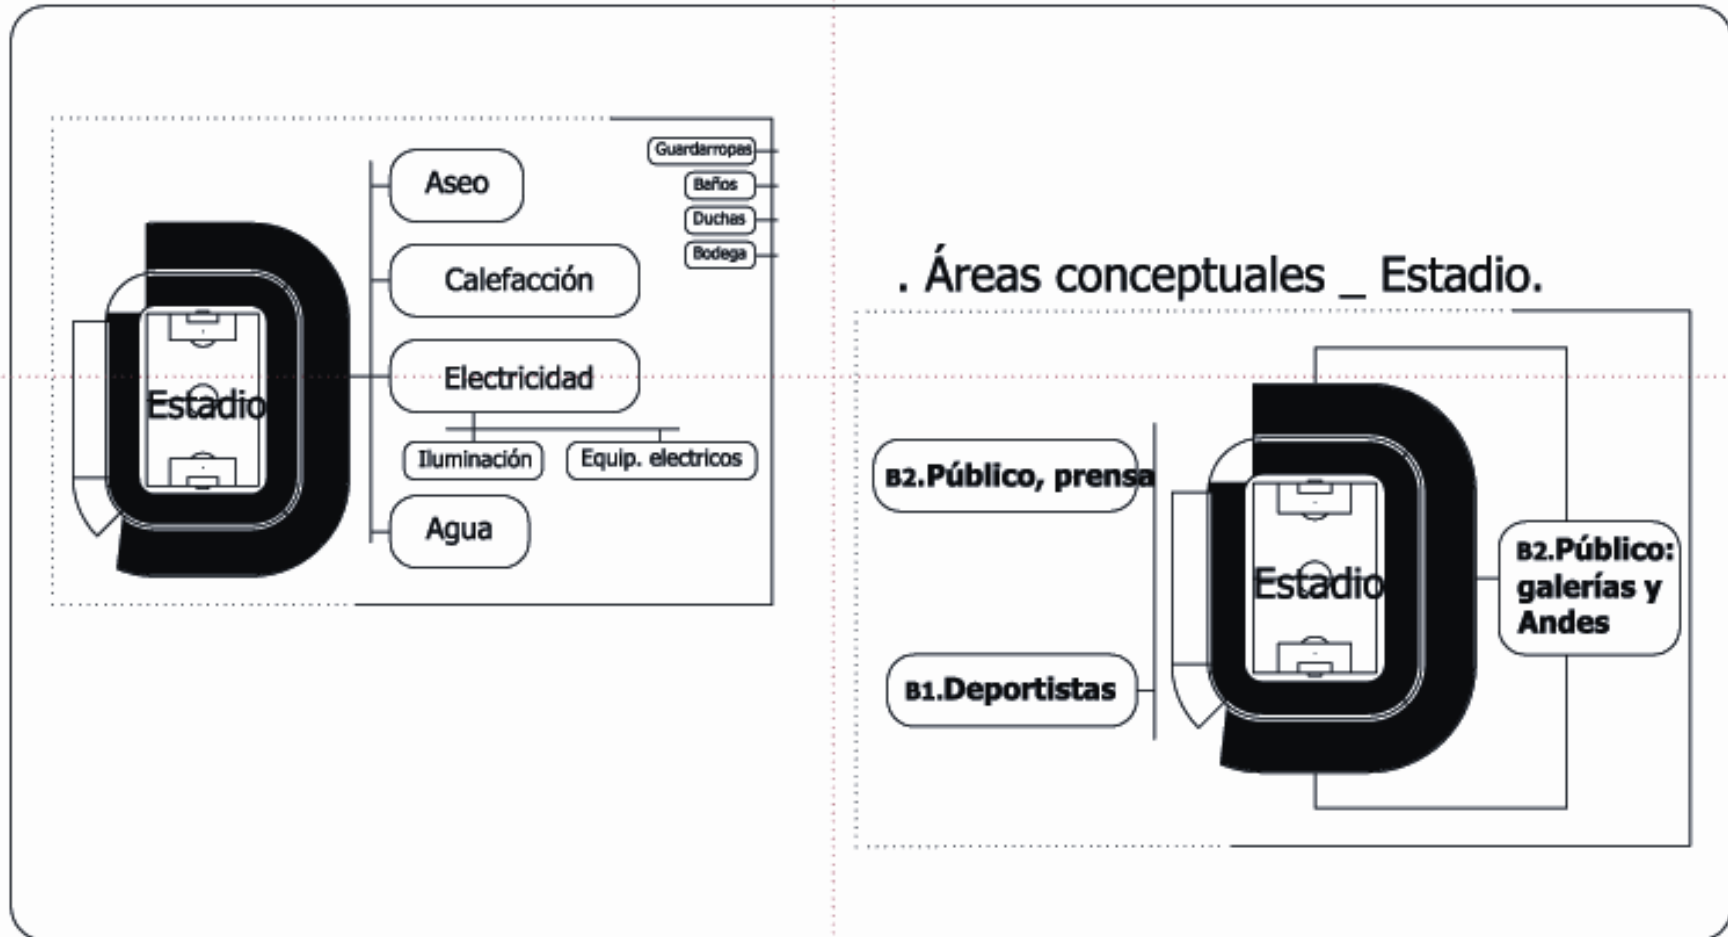 Guardarropas
Baños
Duchas
Bodega
Aseo
Calefacción
Electricidad
Iluminación
Equip. electricos
Agua
Estadio
. Áreas conceptuales _ Estadio.
B2.Público, prensa
B1.Deportistas
Estadio
B2.Público:
galerías y
Andes